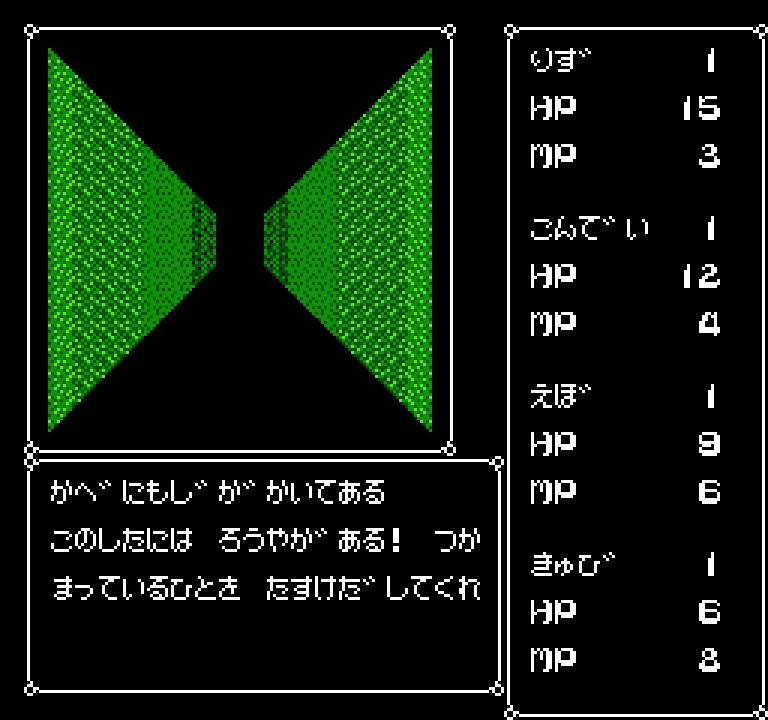 かべにもじが かいてある
このしたには ろうやがある! つか
まっているひとを たすけだしてくれ
りず 1
HP 15
MP 3
こんでい 1
HP 12
MP 4
えぼ 1
HP 9
MP 6
きゅび 1
HP 6
MP 8